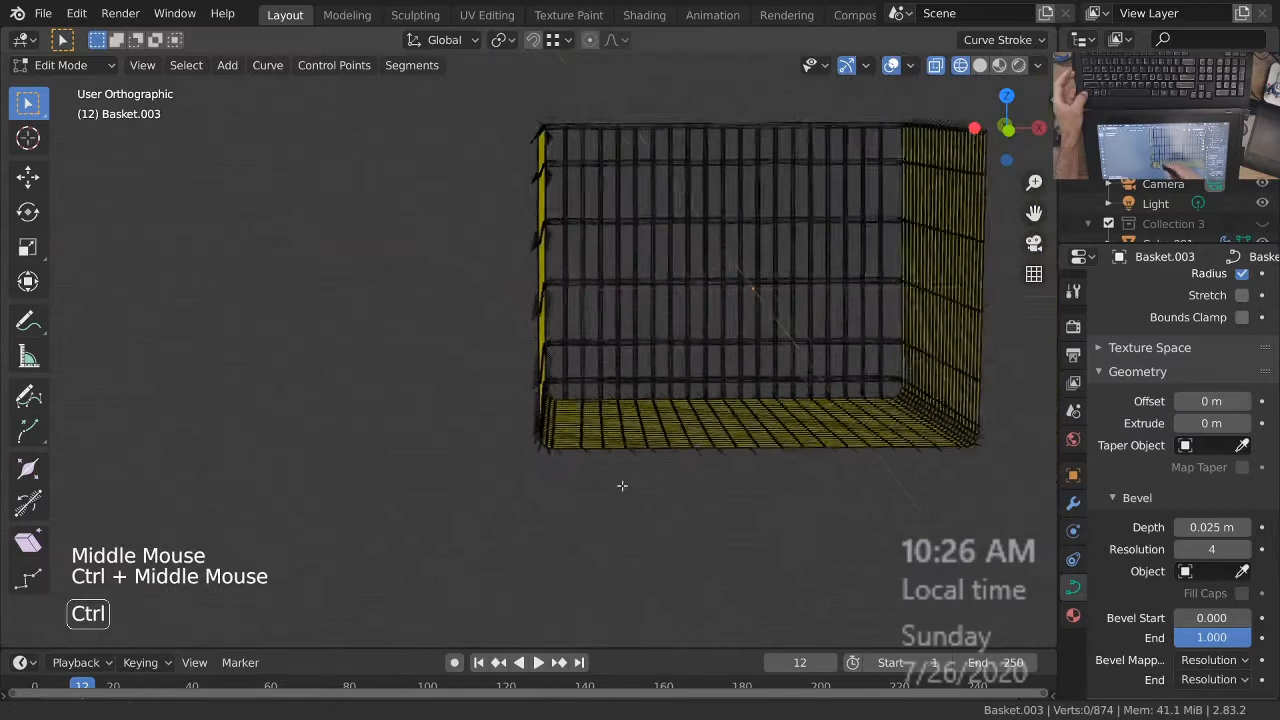 File Edit Render Window Help Layout Modeling Sculpting UV Editing Texture Paint Shading Animation Rendering Compos Scene View Layer
Global Curve Stroke
Edit Mode View Select Add Curve Control Points Segments
User Orthographic
(12) Basket.003
Z
X
Camera
Light
Collection 3
Basket.003 Baske
Radius
Stretch
Bounds Clamp
Texture Space
Geometry
Offset 0 m
Extrude 0 m
Taper Object
Map Taper
Bevel
Depth 0.025 m
Resolution 4
Object
Fill Caps
Bevel Start 0.000
End 1.000
Bevel Mapp... Resolution
End Resolution
Middle Mouse
Ctrl + Middle Mouse
Ctrl
10:26 AM
Local time
Sunday
7/26/2020
Playback Keying View Marker 12 Start 1 End 250
0 12 20 40 60 80 100 120 140 160 180 200 220 240
Basket.003 | Verts:0/874 | Mem: 41.1 MiB | 2.83.2